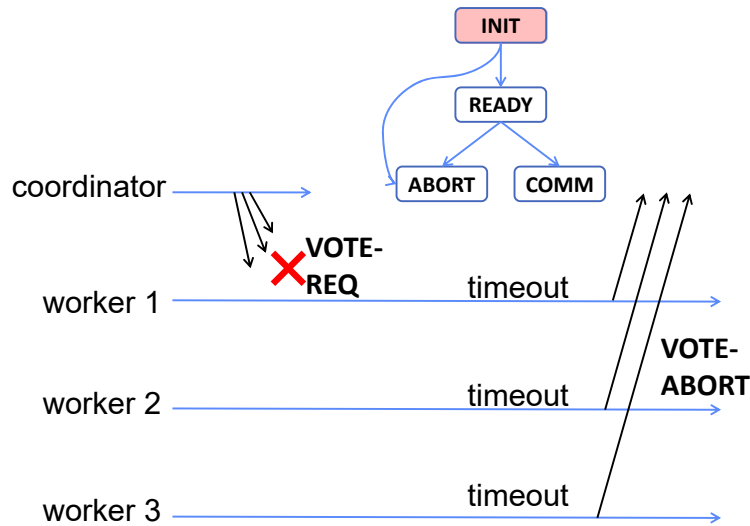 INIT
READY
ABORT COMM
coordinator
VOTE-
REQ
timeout
worker 1
VOTE-
ABORT
timeout
worker 2
timeout
worker 3